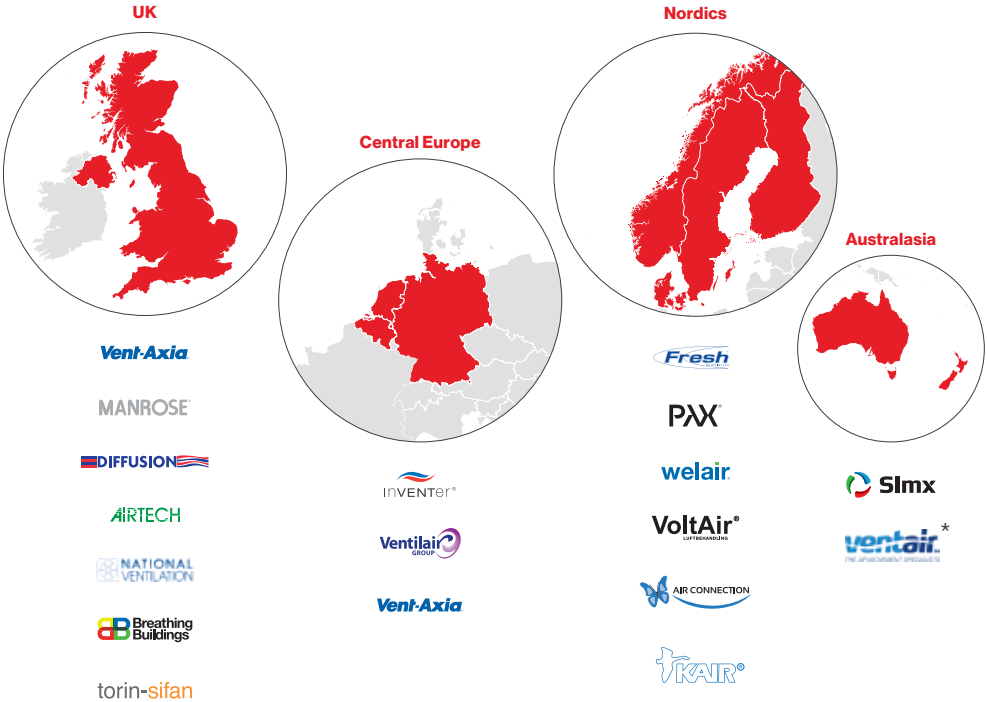 UK
Vent-Axia
MANROSE®
DIFFUSION
AIRTECH
NATIONAL
VENTILATION
Breathing
Buildings
torin-sifan
Central Europe
inVENTer®
Ventilair
GROUP
Vent-Axia
Nordics
Fresh
PAX
welair
VoltAir®
LUFTBEHANDLING
AIR CONNECTION
KAIR®
Australasia
Slmx
ventair *